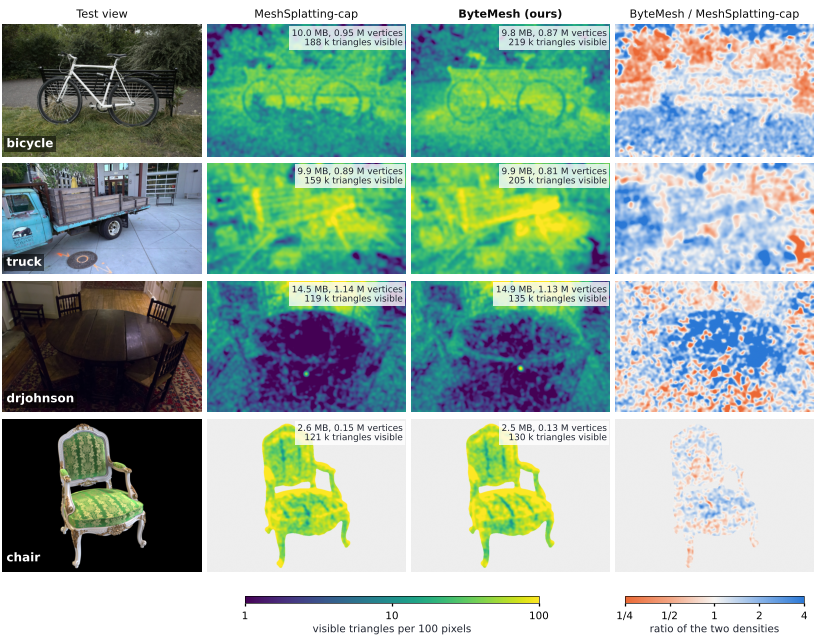 Test view
MeshSplatting-cap
ByteMesh (ours)
ByteMesh / MeshSplatting-cap
bicycle
10.0 MB, 0.95 M vertices
188 k triangles visible
9.8 MB, 0.87 M vertices
219 k triangles visible
truck
9.9 MB, 0.89 M vertices
159 k triangles visible
9.9 MB, 0.81 M vertices
205 k triangles visible
drjohnson
14.5 MB, 1.14 M vertices
119 k triangles visible
14.9 MB, 1.13 M vertices
135 k triangles visible
chair
2.6 MB, 0.15 M vertices
121 k triangles visible
2.5 MB, 0.13 M vertices
130 k triangles visible
1 10 100
visible triangles per 100 pixels
1/4 1/2 1 2 4
ratio of the two densities